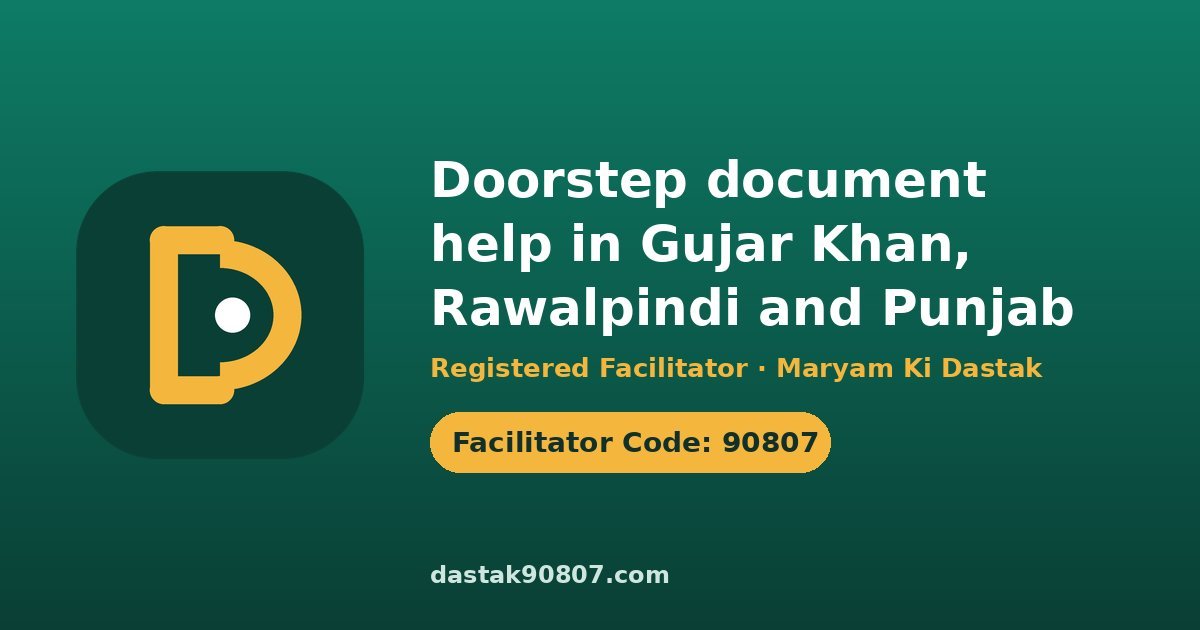 Doorstep document
help in Gujar Khan,
Rawalpindi and Punjab
Registered Facilitator · Maryam Ki Dastak
Facilitator Code: 90807
dastak90807.com